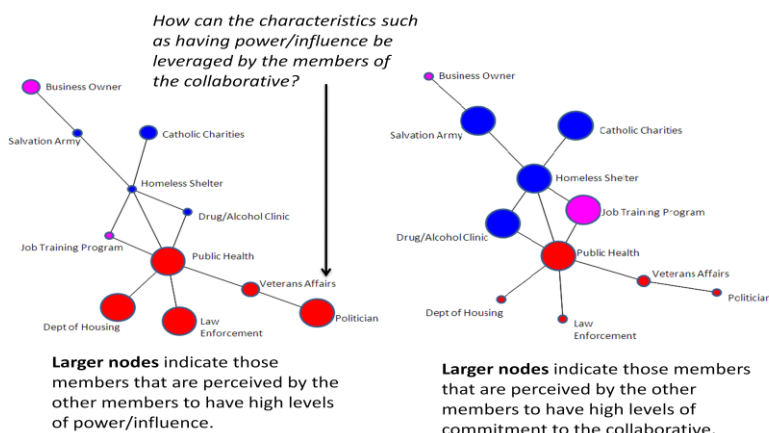 How can the characteristics such
as having power/influence be
leveraged by the members of
the collaborative?
Business Owner
Salvation Army
Catholic Charities
Homeless Shelter
Drug/Alcohol Clinic
Job Training Program
Public Health
Veterans Affairs
Dept of Housing
Law
Enforcement
Politician
Larger nodes indicate those
members that are perceived by the
other members to have high levels
of power/influence.
Business Owner
Salvation Army
Catholic Charities
Homeless Shelter
Job Training Program
Drug/Alcohol Clinic
Public Health
Veterans Affairs
Politician
Dept of Housing
Law
Enforcement
Larger nodes indicate those members
that are perceived by the other
members to have high levels of
commitment to the collaborative.